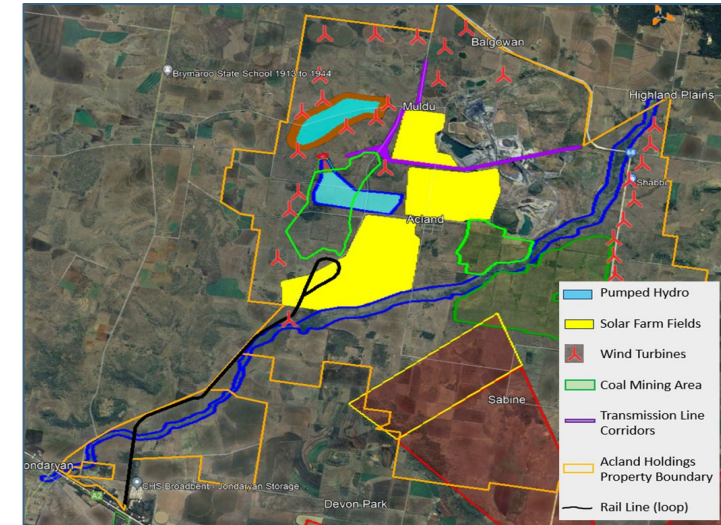 Balgowan
Brymaroo State School 1913 to 1944
Highland Plains
Muldu
Acland
Pumped Hydro
Solar Farm Fields
Wind Turbines
Coal Mining Area
Transmission Line
Corridors
Acland Holdings
Property Boundary
Rail Line (loop)
Sabine
ondaryan
CHS Broadbent - Jondaryan Storage
A2
Devon Park